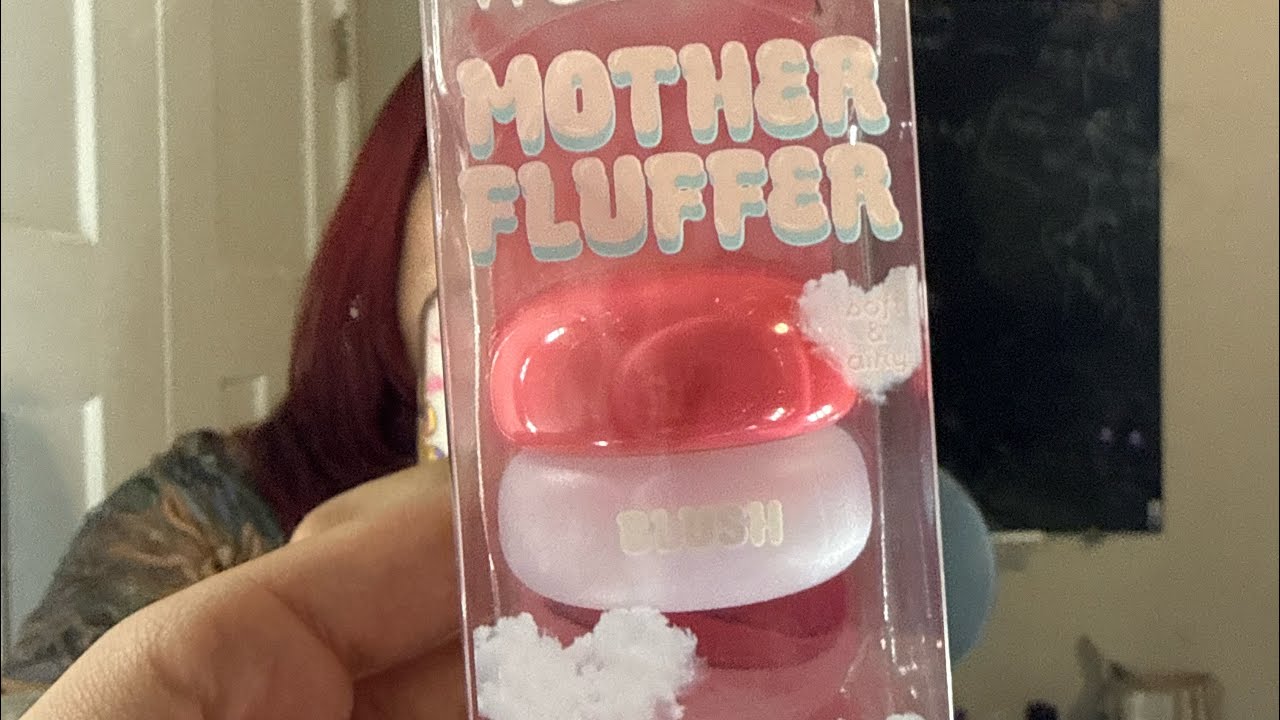 MOTHER
FLUFFER
soft
&
airy
BLUSH